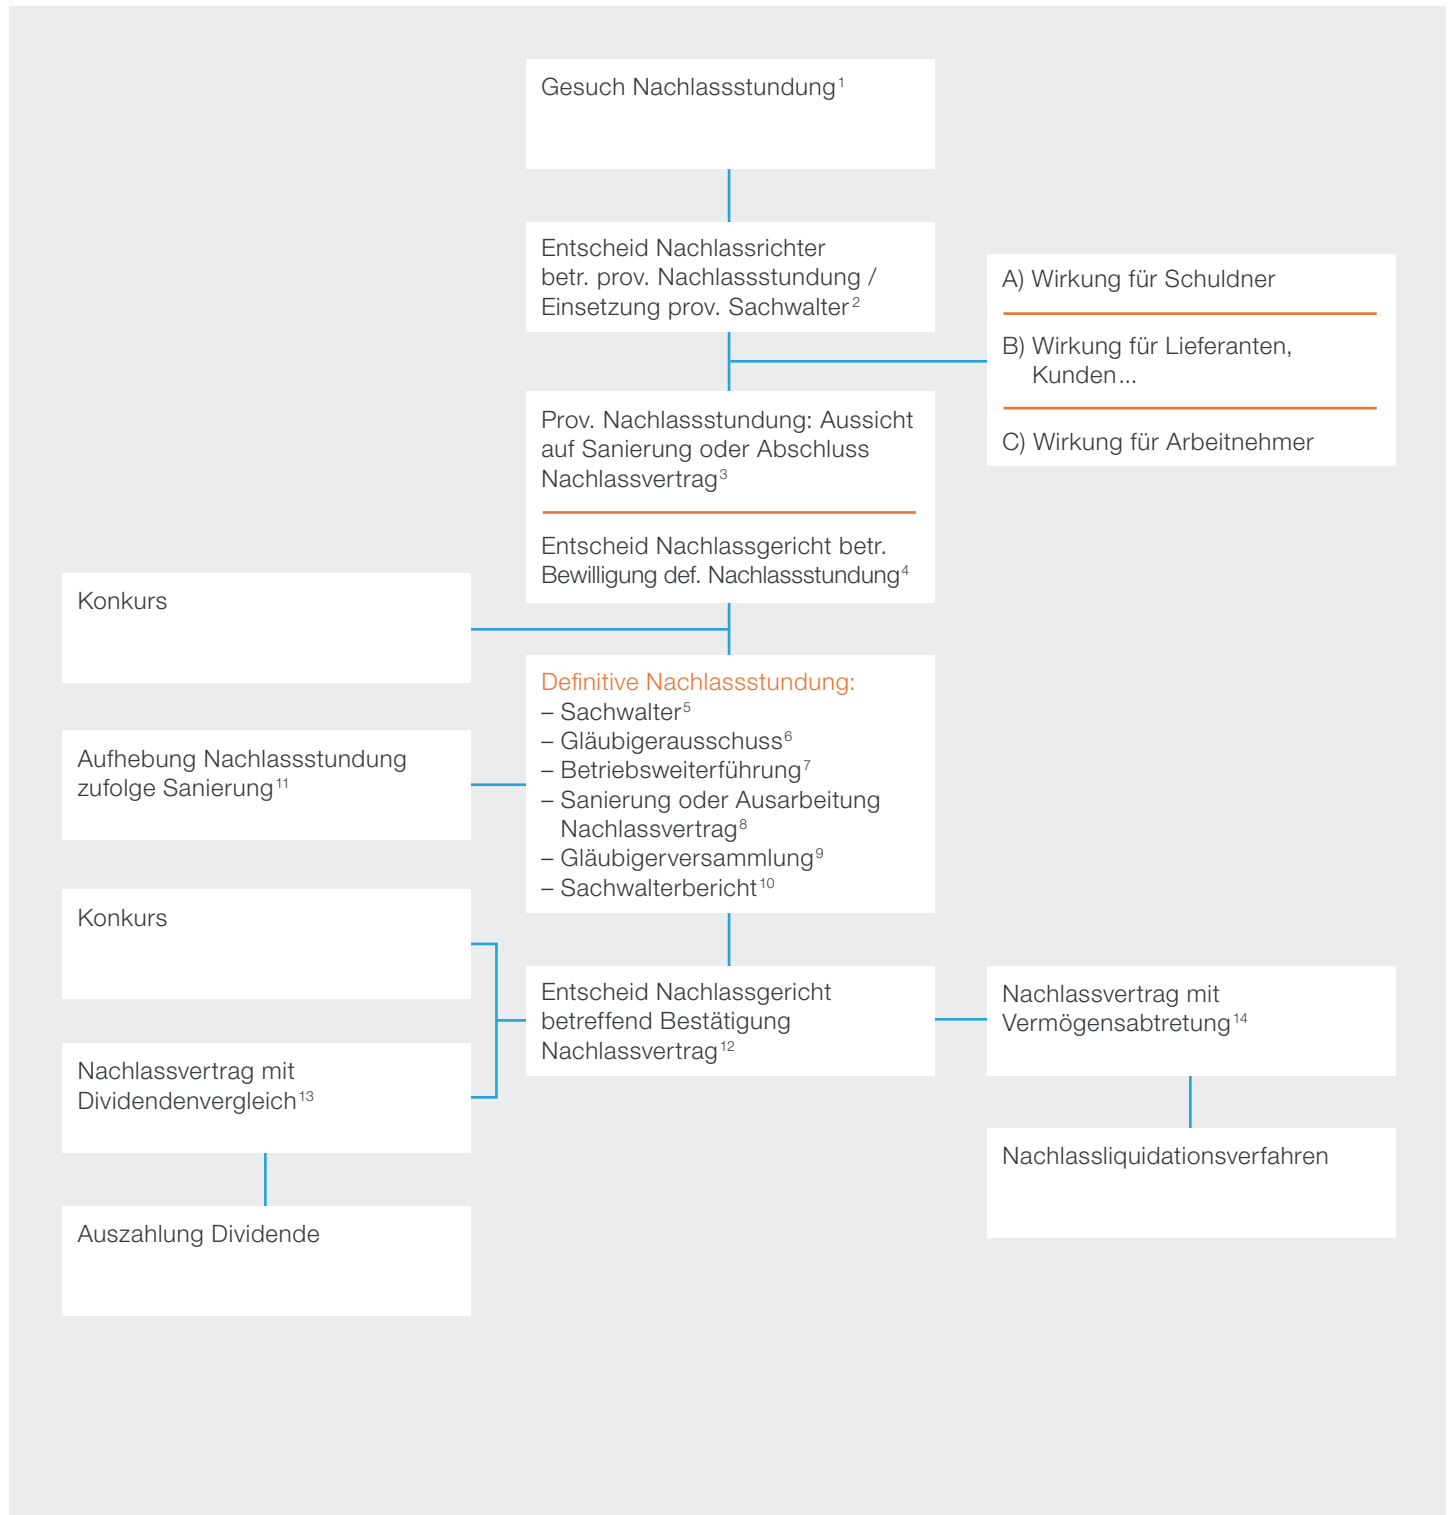 Gesuch Nachlassstundung¹
Entscheid Nachlassrichter
betr. prov. Nachlassstundung /
Einsetzung prov. Sachwalter²
A) Wirkung für Schuldner
B) Wirkung für Lieferanten,
Kunden...
C) Wirkung für Arbeitnehmer
Prov. Nachlassstundung: Aussicht
auf Sanierung oder Abschluss
Nachlassvertrag³
Entscheid Nachlassgericht betr.
Bewilligung def. Nachlassstundung⁴
Konkurs
Definitive Nachlassstundung:
– Sachwalter⁵
– Gläubigerausschuss⁶
– Betriebsweiterführung⁷
– Sanierung oder Ausarbeitung
Nachlassvertrag⁸
– Gläubigerversammlung⁹
– Sachwalterbericht¹⁰
Aufhebung Nachlassstundung
zufolge Sanierung¹¹
Konkurs
Entscheid Nachlassgericht
betreffend Bestätigung
Nachlassvertrag¹²
Nachlassvertrag mit
Vermögensabtretung¹⁴
Nachlassvertrag mit
Dividendenvergleich¹³
Nachlassliquidationsverfahren
Auszahlung Dividende